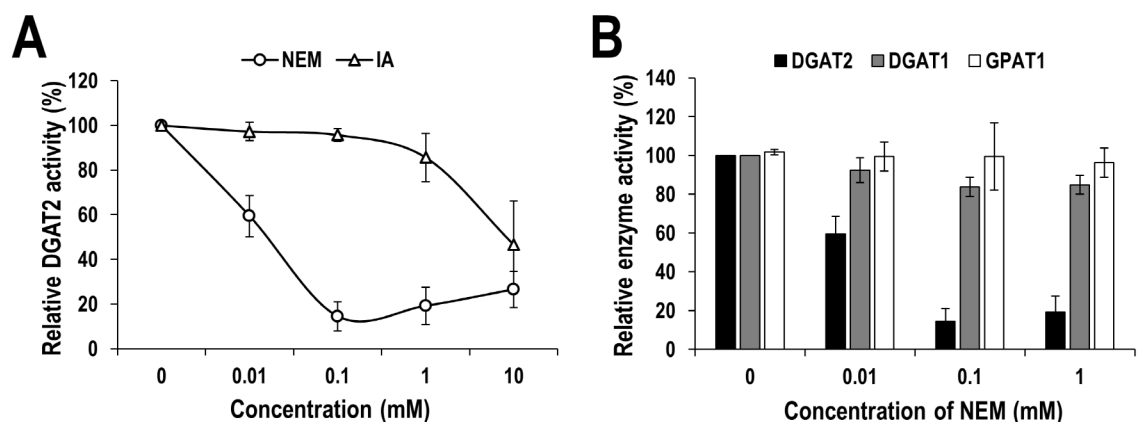 A
NEM IA
Relative DGAT2 activity (%)
120
100
80
60
40
20
0
0 0.01 0.1 1 10
Concentration (mM)
B
DGAT2 DGAT1 GPAT1
Relative enzyme activity (%)
140
120
100
80
60
40
20
0
0 0.01 0.1 1
Concentration of NEM (mM)